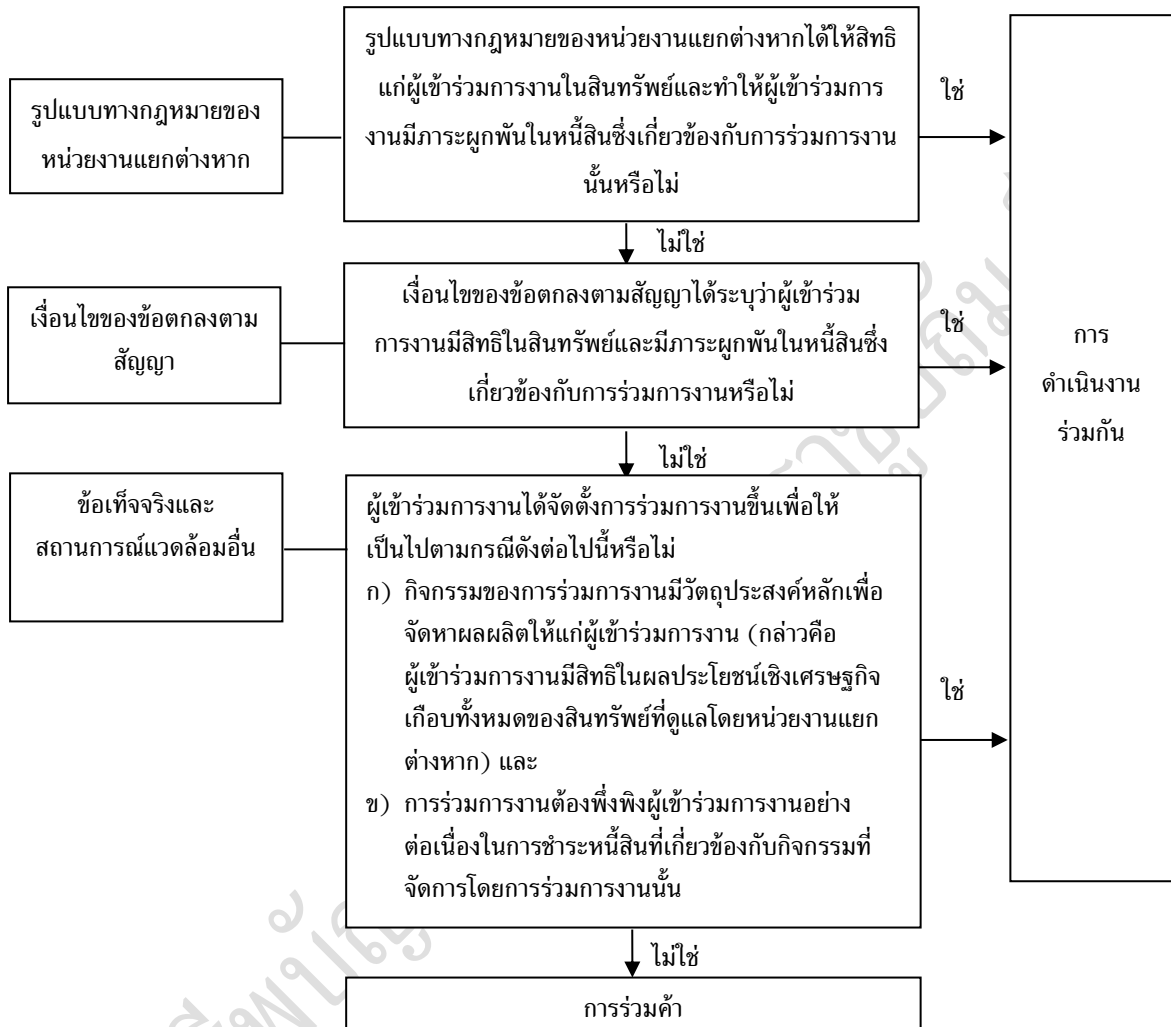 รูปแบบทางกฎหมายของ
หน่วยงานแยกต่างหาก
รูปแบบทางกฎหมายของหน่วยงานแยกต่างหากได้ให้สิทธิ
แก่ผู้เข้าร่วมการงานในสินทรัพย์และทำให้ผู้เข้าร่วมการ
งานมีภาระผูกพันในหนี้สินซึ่งเกี่ยวข้องกับการร่วมการงาน
นั้นหรือไม่
ใช่
ไม่ใช่
เงื่อนไขของข้อตกลงตาม
สัญญา
เงื่อนไขของข้อตกลงตามสัญญาได้ระบุว่าผู้เข้าร่วม
การงานมีสิทธิในสินทรัพย์และมีภาระผูกพันในหนี้สินซึ่ง
เกี่ยวข้องกับการร่วมการงานหรือไม่
ใช่
การ
ดำเนินงาน
ร่วมกัน
ไม่ใช่
ข้อเท็จจริงและ
สถานการณ์แวดล้อมอื่น
ผู้เข้าร่วมการงานได้จัดตั้งการร่วมการงานขึ้นเพื่อให้
เป็นไปตามกรณีดังต่อไปนี้หรือไม่
ก) กิจกรรมของการร่วมการงานมีวัตถุประสงค์หลักเพื่อ
จัดหาผลผลิตให้แก่ผู้เข้าร่วมการงาน (กล่าวคือ
ผู้เข้าร่วมการงานมีสิทธิในผลประโยชน์เชิงเศรษฐกิจ
เกือบทั้งหมดของสินทรัพย์ที่ดูแลโดยหน่วยงานแยก
ต่างหาก) และ
ข) การร่วมการงานต้องพึ่งพิงผู้เข้าร่วมการงานอย่าง
ต่อเนื่องในการชำระหนี้สินที่เกี่ยวข้องกับกิจกรรมที่
จัดการโดยการร่วมการงานนั้น
ใช่
ไม่ใช่
การร่วมค้า